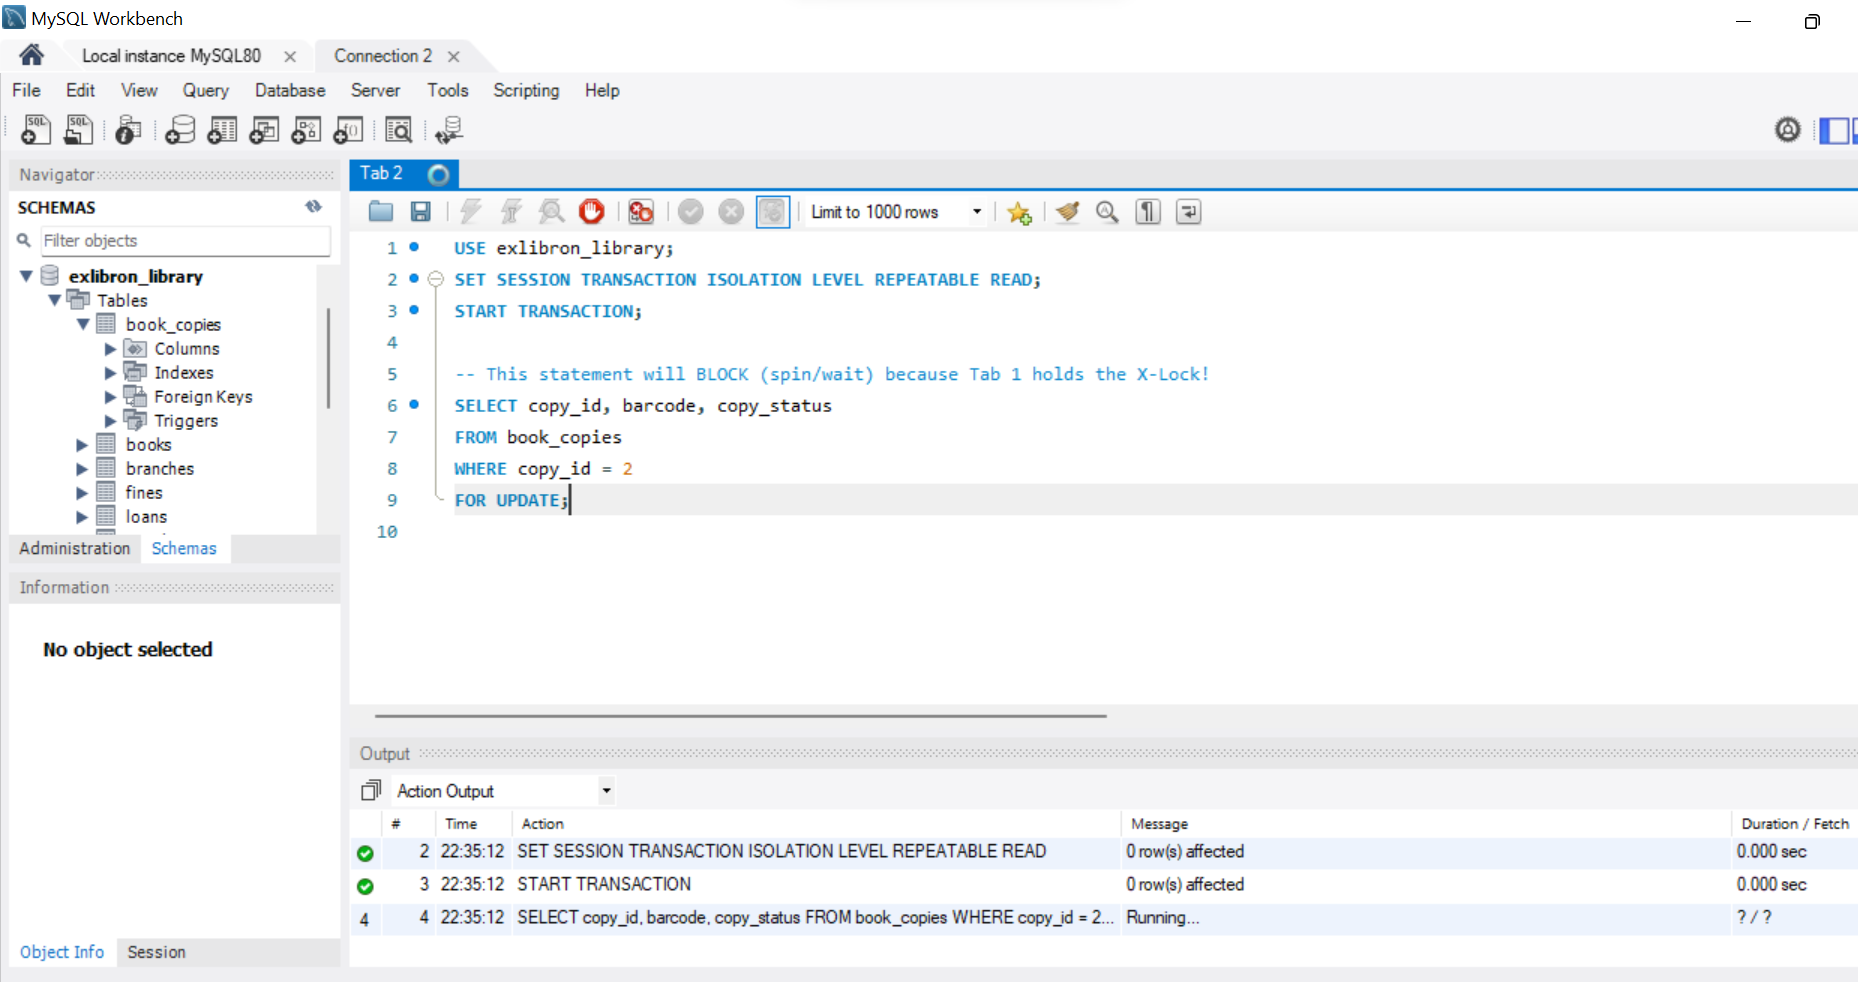 MySQL Workbench
Local instance MySQL80
Connection 2
File Edit View Query Database Server Tools Scripting Help
Navigator
SCHEMAS
Filter objects
exlibron_library
Tables
book_copies
Columns
Indexes
Foreign Keys
Triggers
books
branches
fines
loans
Administration Schemas
Information
No object selected
Object Info Session
Tab 2
Limit to 1000 rows
1 USE exlibron_library;
2 SET SESSION TRANSACTION ISOLATION LEVEL REPEATABLE READ;
3 START TRANSACTION;
4
5 -- This statement will BLOCK (spin/wait) because Tab 1 holds the X-Lock!
6 SELECT copy_id, barcode, copy_status
7 FROM book_copies
8 WHERE copy_id = 2
9 FOR UPDATE;
10
Output
Action Output
# Time Action Message Duration / Fetch
2 22:35:12 SET SESSION TRANSACTION ISOLATION LEVEL REPEATABLE READ 0 row(s) affected 0.000 sec
3 22:35:12 START TRANSACTION 0 row(s) affected 0.000 sec
4 4 22:35:12 SELECT copy_id, barcode, copy_status FROM book_copies WHERE copy_id = 2... Running... ? / ?